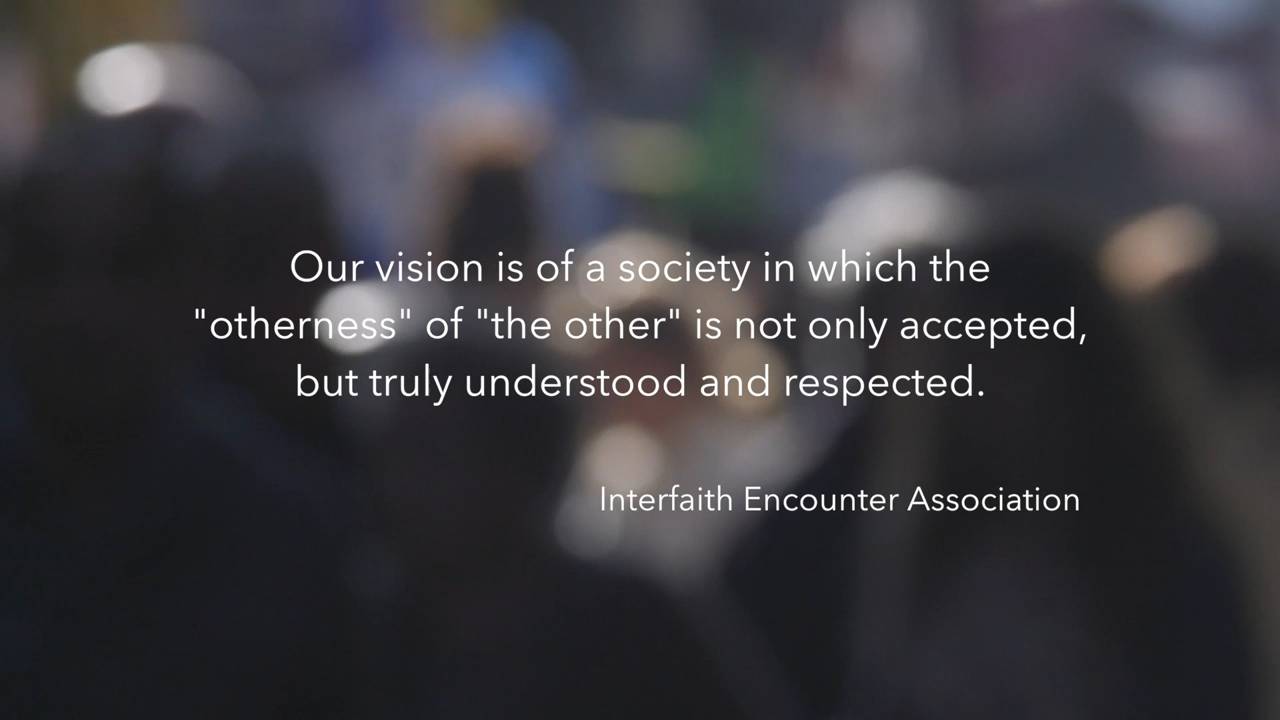 Our vision is of a society in which the
"otherness" of "the other" is not only accepted,
but truly understood and respected.
Interfaith Encounter Association